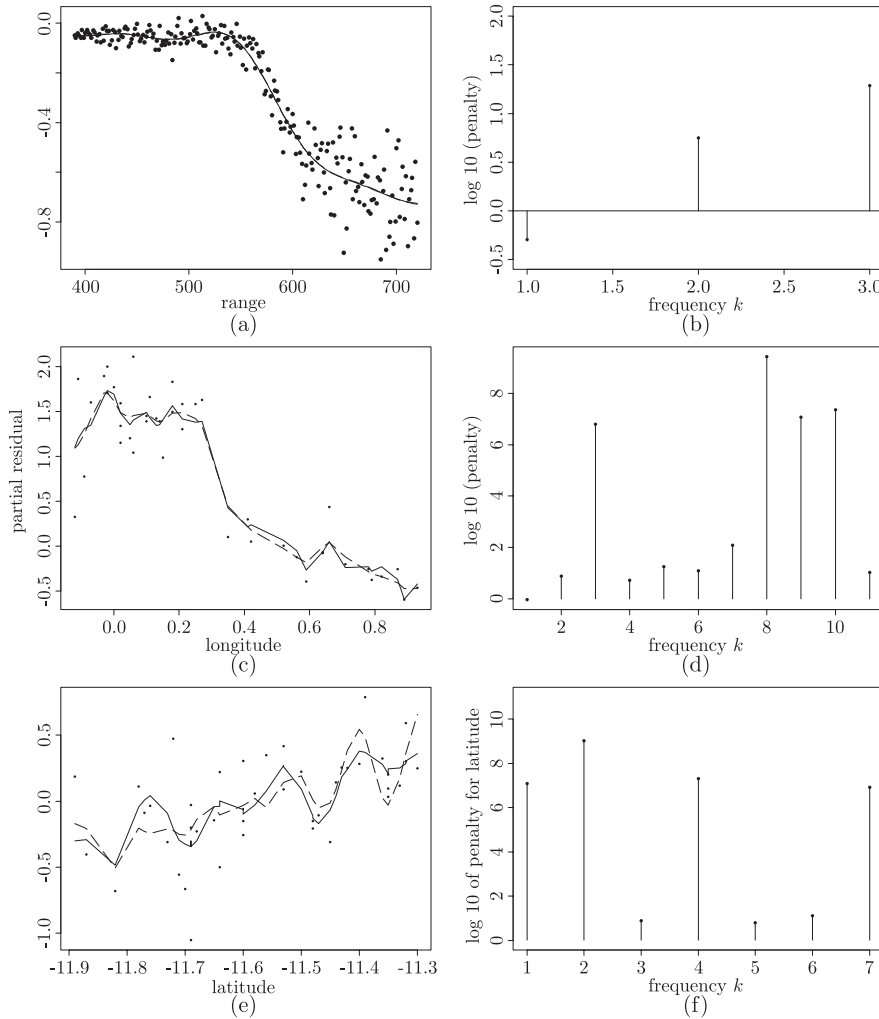 0.0
-0.4
-0.8
400 500 600 700
range
(a)
log 10 (penalty)
2.0
1.5
1.0
0.5
0.0
-0.5
1.0 1.5 2.0 2.5 3.0
frequency k
(b)
partial residual
2.0
1.5
1.0
0.5
0.0
-0.5
0.0 0.2 0.4 0.6 0.8
longitude
(c)
log 10 (penalty)
8
6
4
2
0
2 4 6 8 10
frequency k
(d)
0.5
0.0
-0.5
-1.0
-11.9 -11.8 -11.7 -11.6 -11.5 -11.4 -11.3
latitude
(e)
log 10 of penalty for latitude
10
8
6
4
2
0
1 2 3 4 5 6 7
frequency k
(f)